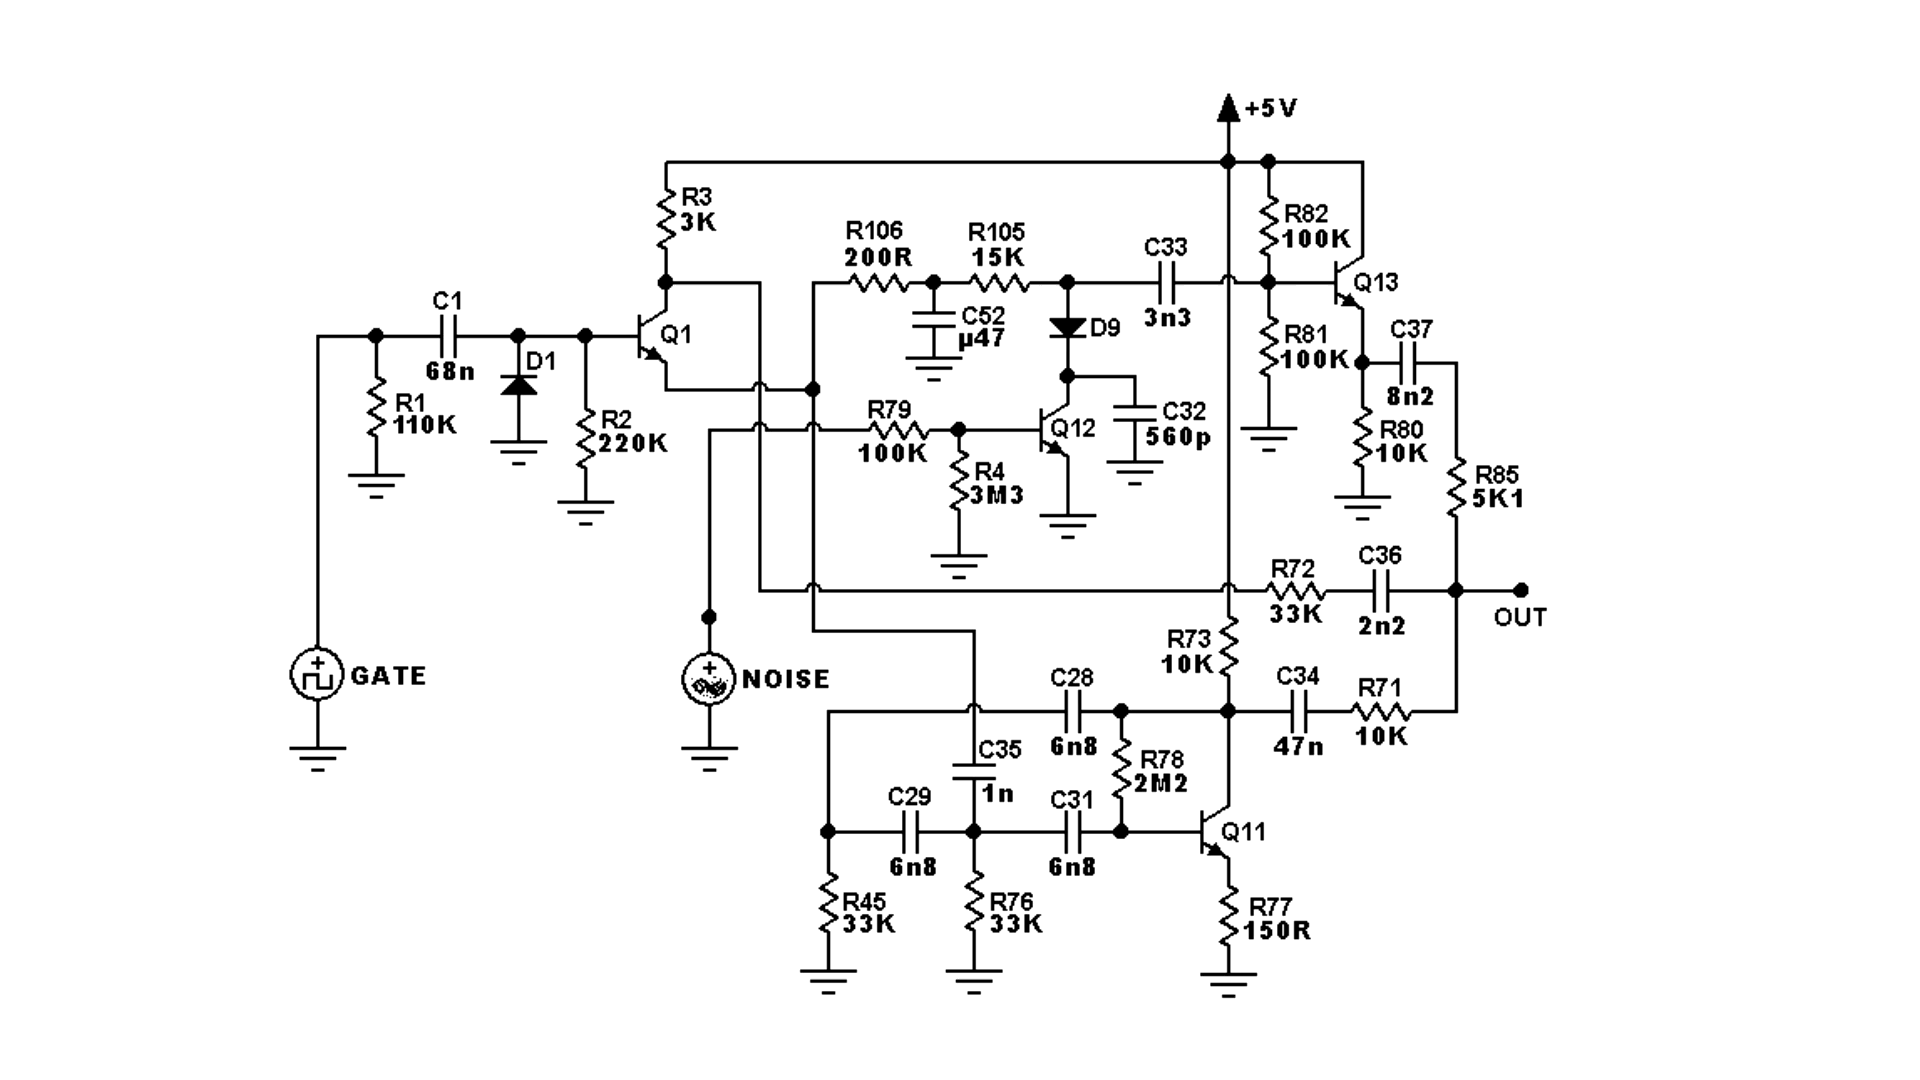 +5V
R3
3K
R82
100K
R106
200R
R105
15K
C33
3n3
Q13
C1
68n
D1
Q1
C52
µ47
D9
R81
100K
C37
8n2
R1
110K
R2
220K
R79
100K
Q12
C32
560p
R80
10K
R4
3M3
R85
5K1
R72
33K
C36
2n2
OUT
R73
10K
GATE
NOISE
C28
6n8
C34
47n
R71
10K
C35
1n
R78
2M2
C29
6n8
C31
6n8
Q11
R45
33K
R76
33K
R77
150R